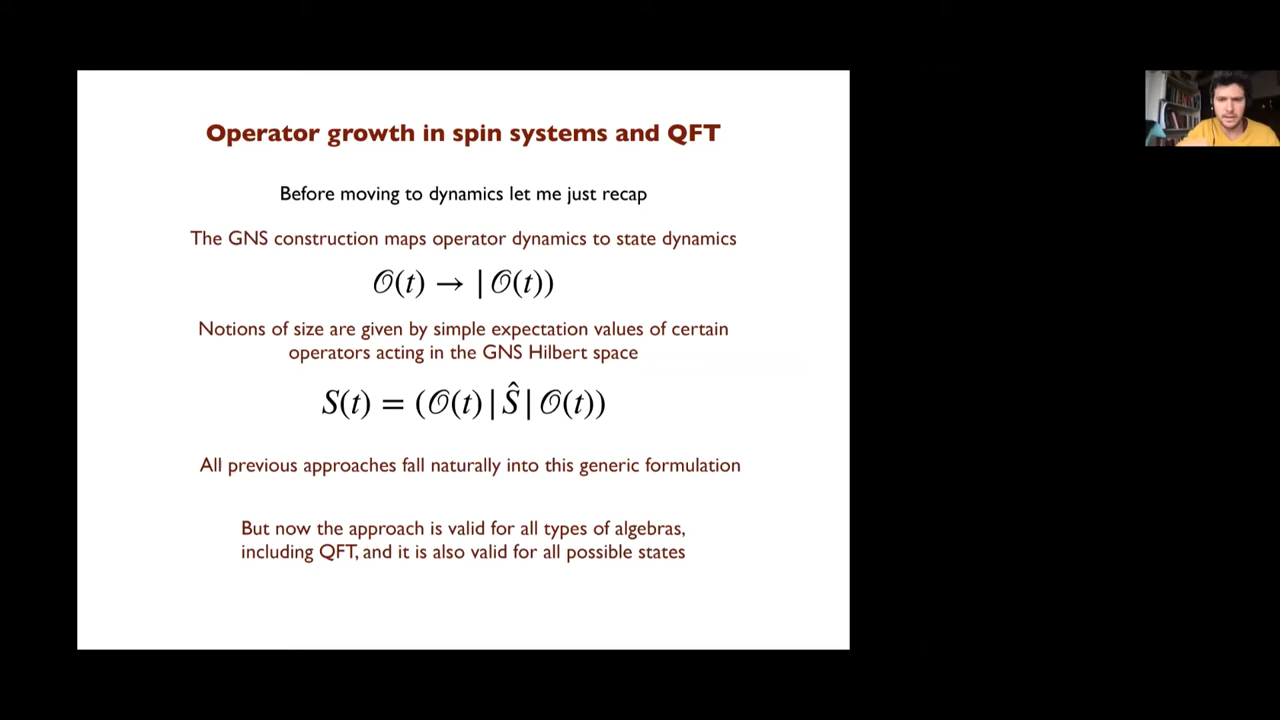 Operator growth in spin systems and QFT
Before moving to dynamics let me just recap
The GNS construction maps operator dynamics to state dynamics
𝒪(t) → | 𝒪(t))
Notions of size are given by simple expectation values of certain
operators acting in the GNS Hilbert space
S(t) = (𝒪(t) | Ŝ | 𝒪(t))
All previous approaches fall naturally into this generic formulation
But now the approach is valid for all types of algebras,
including QFT, and it is also valid for all possible states